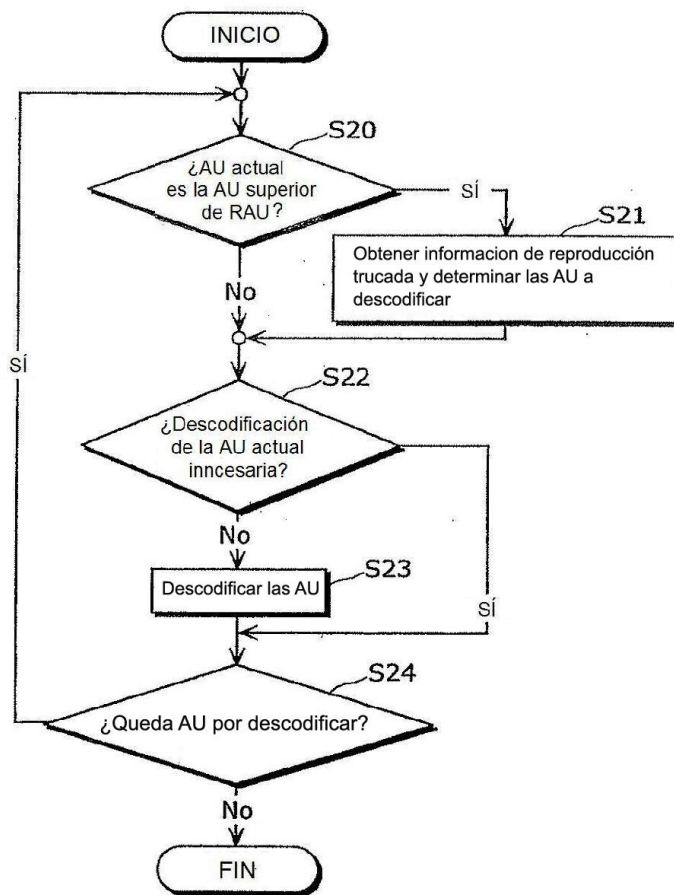 INICIO
S20
¿AU actual
es la AU superior
de RAU?
SÍ
S21
Obtener informacion de reproducción
trucada y determinar las AU a
descodificar
No
SÍ
S22
¿Descodificación
de la AU actual
inncesaria?
No
S23
Descodificar las AU
SÍ
S24
¿Queda AU por descodificar?
No
FIN